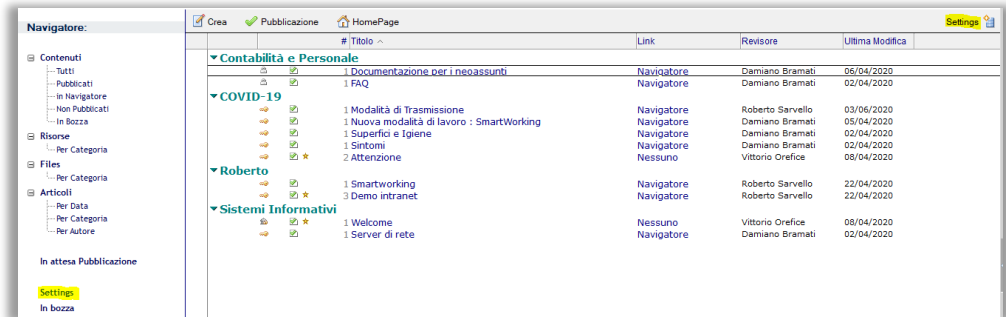 Navigatore:
Contenuti
Tutti
Pubblicati
in Navigatore
Non Pubblicati
In Bozza
Risorse
Per Categoria
Files
Per Categoria
Articoli
Per Data
Per Categoria
Per Autore
In attesa Pubblicazione
Settings
In bozza
Crea Pubblicazione HomePage Settings
# Titolo Link Revisore Ultima Modifica
Contabilità e Personale
1 Documentazione per i neoassunti Navigatore Damiano Bramati 06/04/2020
1 FAQ Navigatore Damiano Bramati 02/04/2020
COVID-19
1 Modalità di Trasmissione Navigatore Roberto Sarvello 03/06/2020
1 Nuova modalità di lavoro : SmartWorking Navigatore Damiano Bramati 05/04/2020
1 Superfici e Igiene Navigatore Damiano Bramati 02/04/2020
1 Sintomi Navigatore Damiano Bramati 02/04/2020
2 Attenzione Nessuno Vittorio Orefice 08/04/2020
Roberto
1 Smartworking Navigatore Roberto Sarvello 22/04/2020
3 Demo intranet Navigatore Roberto Sarvello 22/04/2020
Sistemi Informativi
1 Welcome Nessuno Vittorio Orefice 08/04/2020
1 Server di rete Navigatore Damiano Bramati 02/04/2020